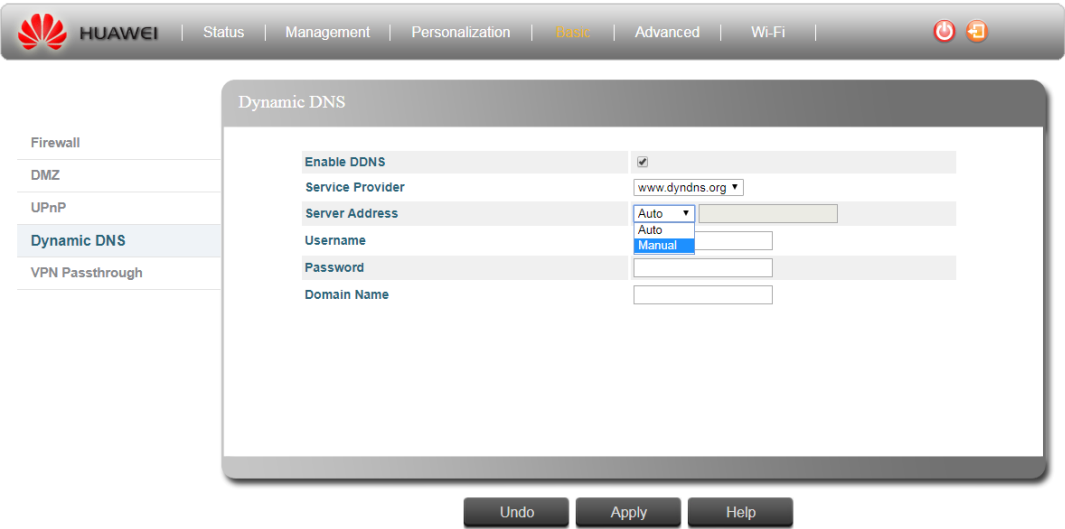 HUAWEI | Status | Management | Personalization | Basic | Advanced | Wi-Fi |
Dynamic DNS
Firewall
DMZ
UPnP
Dynamic DNS
VPN Passthrough
Enable DDNS
Service Provider www.dyndns.org
Server Address Auto
Auto
Manual
Username
Password
Domain Name
Undo Apply Help